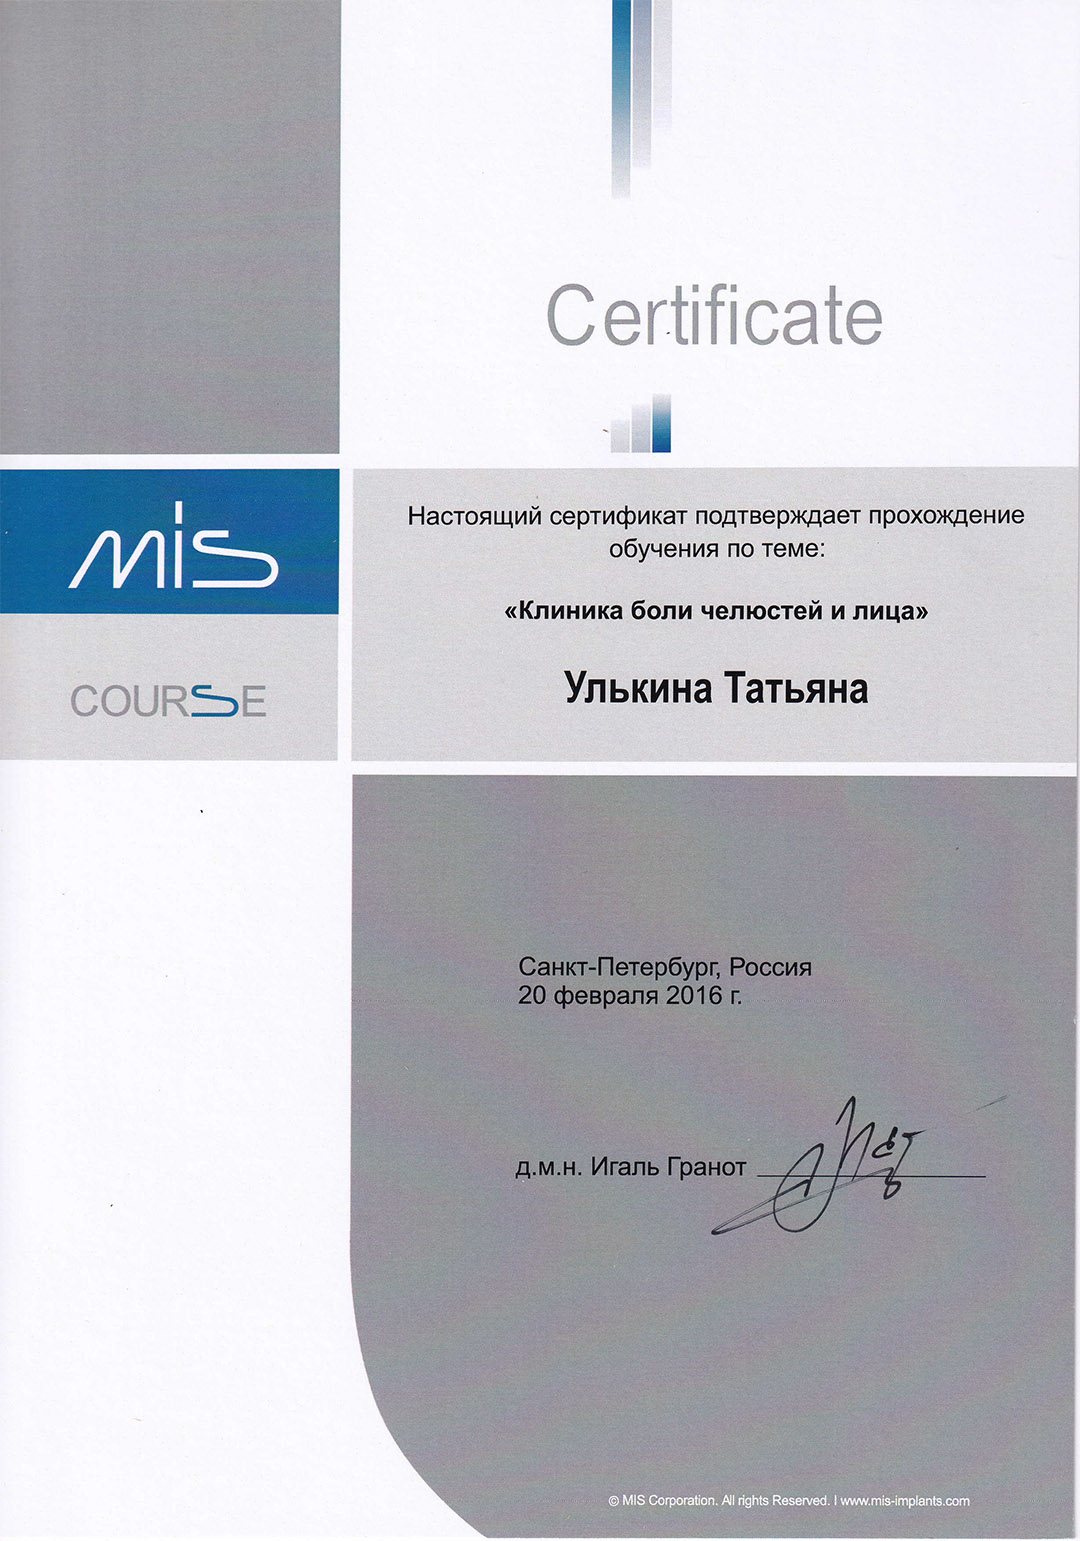 Certificate
mis
COURSE
Настоящий сертификат подтверждает прохождение
обучения по теме:
«Клиника боли челюстей и лица»
Улькина Татьяна
Санкт-Петербург, Россия
20 февраля 2016 г.
д.м.н. Игаль Гранот
© MIS Corporation. All rights Reserved. I www.mis-implants.com